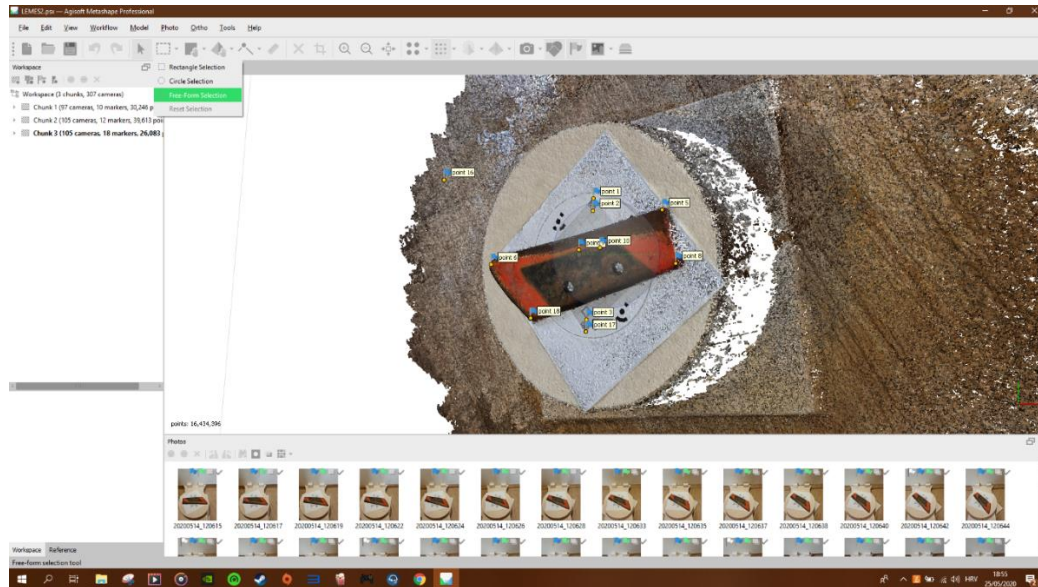 LEMES2.psx — Agisoft Metashape Professional
File Edit View Workflow Model Photo Ortho Tools Help
Workspace
Rectangle Selection
Circle Selection
Free-Form Selection
Reset Selection
Workspace (3 chunks, 307 cameras)
Chunk 1 (97 cameras, 10 markers, 30,246 p
Chunk 2 (105 cameras, 12 markers, 39,613 poi
Chunk 3 (105 cameras, 18 markers, 26,083
point 16
point 1
point 2
point 5
point 10
point 6
point 8
point 18
point 3
point 17
points: 16,434,396
Photos
20200514_120615 20200514_120617 20200514_120619 20200514_120622 20200514_120624 20200514_120626 20200514_120628 20200514_120633 20200514_120635 20200514_120637 20200514_120638 20200514_120640 20200514_120642 20200514_120644
Workspace Reference
Free-form selection tool
HRV
18:55
25/05/2020